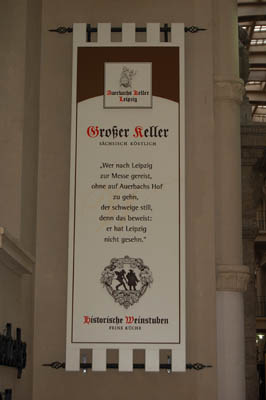 Auerbachs Keller
Leipzig
Großer Keller
SÄCHSISCH KÖSTLICH
„Wer nach Leipzig
zur Messe gereist,
ohne auf Auerbachs Hof
zu gehn,
der schweige still,
denn das beweist:
er hat Leipzig
nicht gesehn."
Historische Weinstuben
FEINE KÜCHE